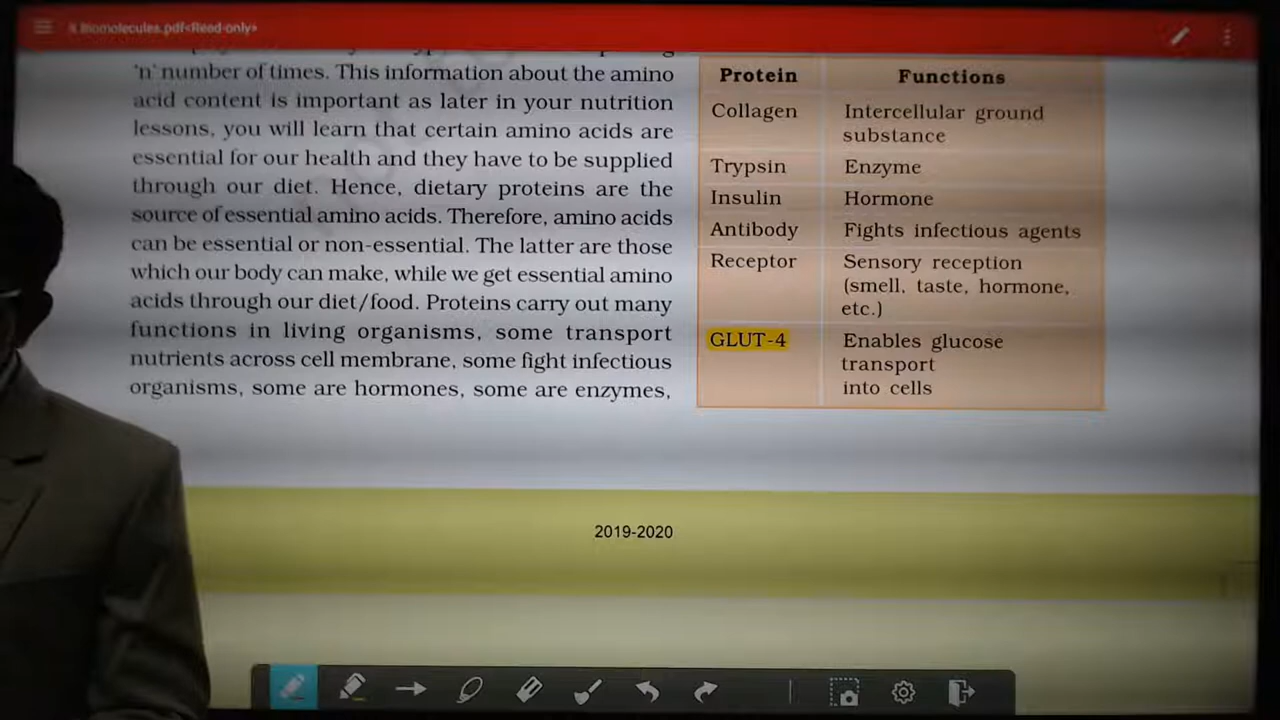 Biomolecules.pdf<Read-only>
'n' number of times. This information about the amino
acid content is important as later in your nutrition
lessons, you will learn that certain amino acids are
essential for our health and they have to be supplied
through our diet. Hence, dietary proteins are the
source of essential amino acids. Therefore, amino acids
can be essential or non-essential. The latter are those
which our body can make, while we get essential amino
acids through our diet/food. Proteins carry out many
functions in living organisms, some transport
nutrients across cell membrane, some fight infectious
organisms, some are hormones, some are enzymes,
Protein Functions
Collagen Intercellular ground
substance
Trypsin Enzyme
Insulin Hormone
Antibody Fights infectious agents
Receptor Sensory reception
(smell, taste, hormone,
etc.)
GLUT-4 Enables glucose
transport
into cells
2019-2020